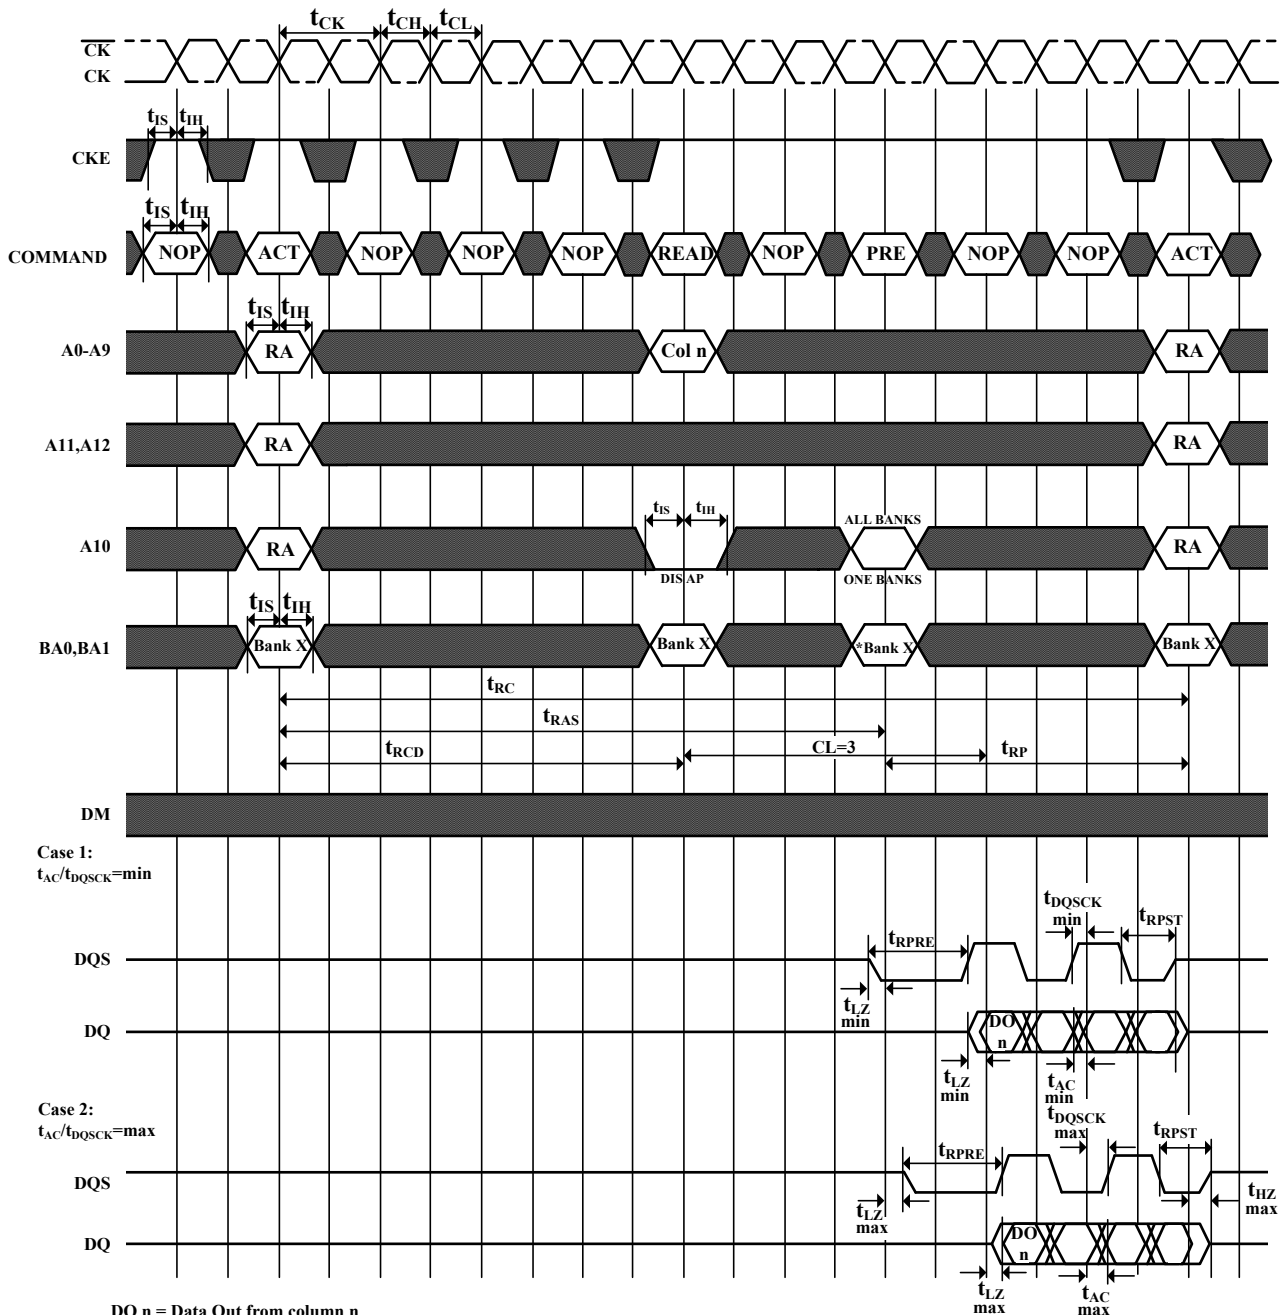 tCK tCH tCL
CK
CK
tIS tIH
CKE
tIS tIH
COMMAND NOP ACT NOP NOP NOP READ NOP PRE NOP NOP ACT
tIS tIH
A0-A9 RA Col n RA
A11,A12 RA RA
tIS tIH ALL BANKS
A10 RA RA
DIS AP ONE BANKS
tIS tIH
BA0,BA1 Bank X Bank X *Bank X Bank X
tRC
tRAS
tRCD CL=3 tRP
DM
Case 1:
tAC/tDQSCK=min
tDQSCK
min
tRPRE tRPST
DQS
tLZ
min
DQ DO
n
tLZ
min
tAC
min
Case 2:
tAC/tDQSCK=max
tDQSCK
max
tRPRE tRPST
DQS
tLZ
max
tHZ
max
DQ DO
n
tLZ
max
tAC
max
DO n = Data Out from column n